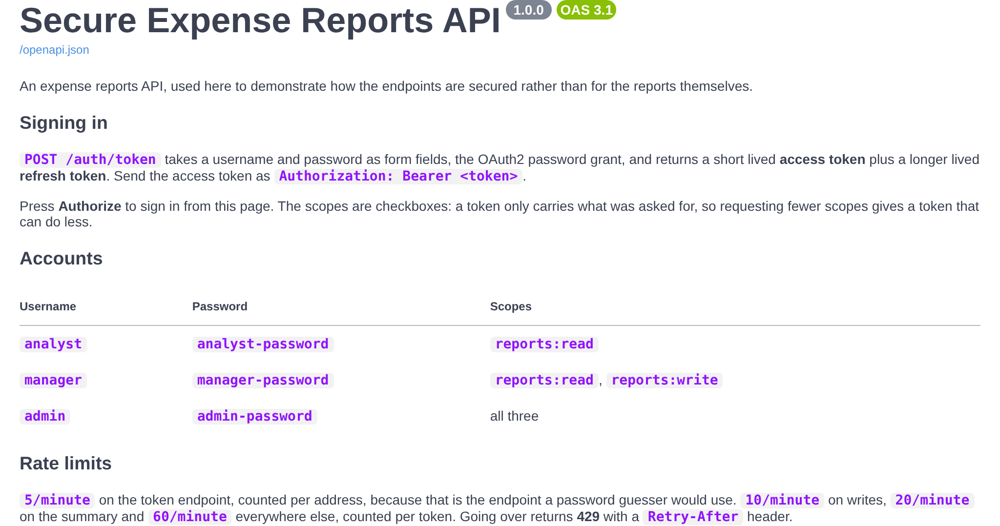 Secure Expense Reports API 1.0.0 OAS 3.1
/openapi.json
An expense reports API, used here to demonstrate how the endpoints are secured rather than for the reports themselves.
Signing in
POST /auth/token takes a username and password as form fields, the OAuth2 password grant, and returns a short lived access token plus a longer lived
refresh token. Send the access token as Authorization: Bearer <token>.
Press Authorize to sign in from this page. The scopes are checkboxes: a token only carries what was asked for, so requesting fewer scopes gives a token that
can do less.
Accounts
Username Password Scopes
analyst analyst-password reports:read
manager manager-password reports:read, reports:write
admin admin-password all three
Rate limits
5/minute on the token endpoint, counted per address, because that is the endpoint a password guesser would use. 10/minute on writes, 20/minute
on the summary and 60/minute everywhere else, counted per token. Going over returns 429 with a Retry-After header.